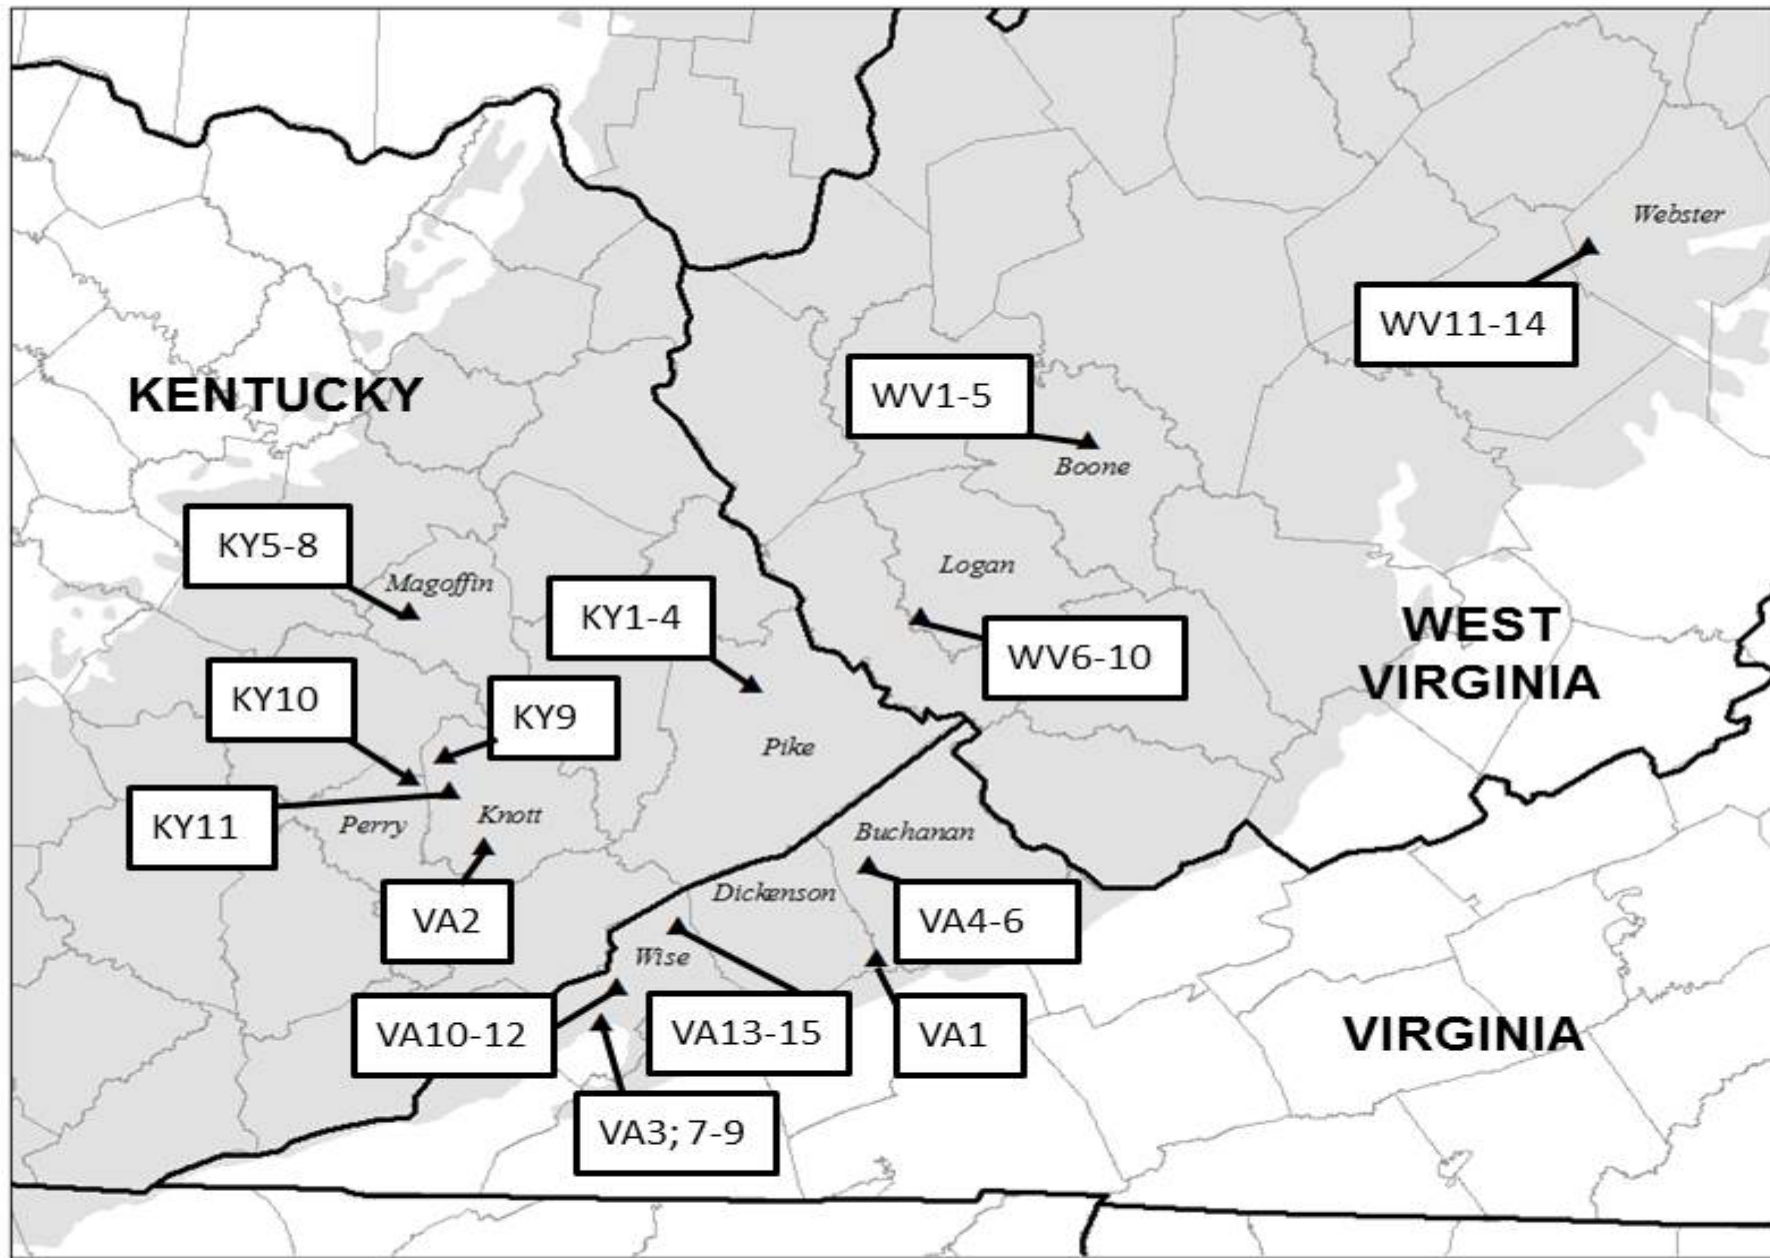 Webster
WV11-14
KENTUCKY
WV1-5
Boone
KY5-8
Magoffin
Logan
KY1-4
WEST
VIRGINIA
WV6-10
KY10
KY9
Pike
KY11
Perry
Knott
Buchanan
Dickenson
VA2
VA4-6
Wise
VA10-12
VA13-15
VA1
VIRGINIA
VA3; 7-9